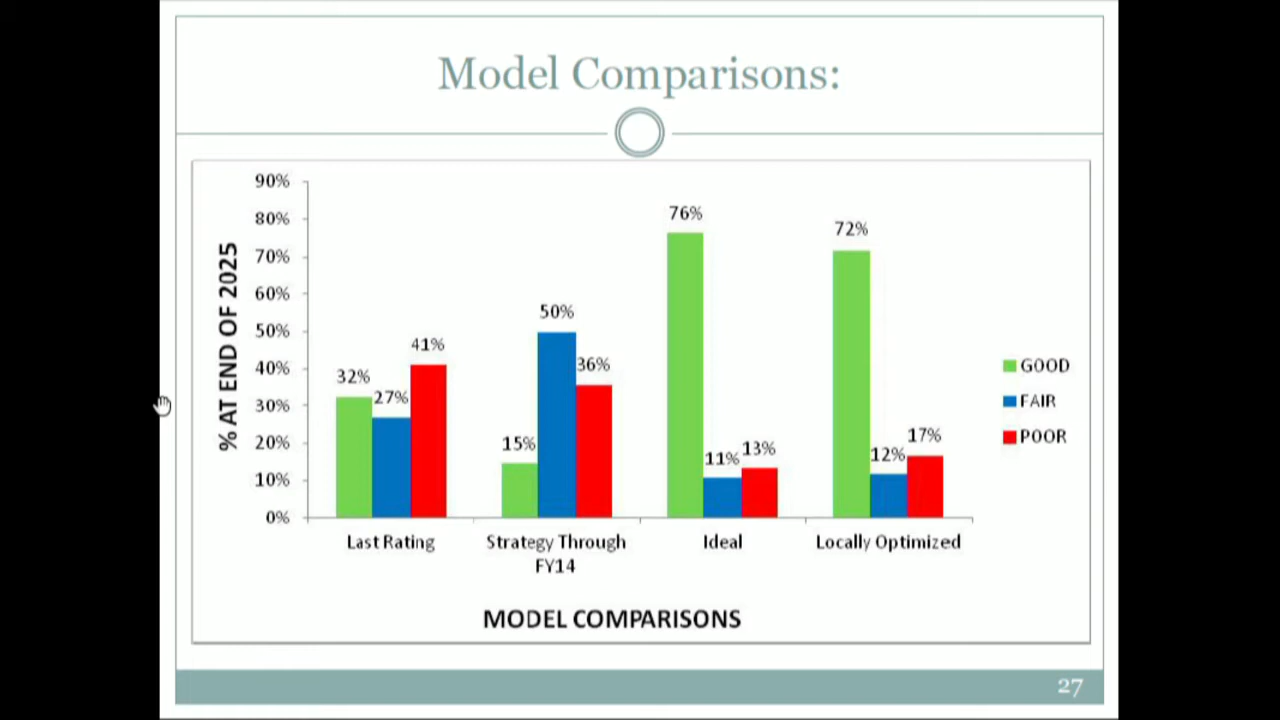 Model Comparisons:
90%
80%
70%
60%
50%
40%
30%
20%
10%
0%
% AT END OF 2025
32%
27%
41%
15%
50%
36%
76%
11%
13%
72%
12%
17%
Last Rating
Strategy Through
FY14
Ideal
Locally Optimized
MODEL COMPARISONS
GOOD
FAIR
POOR
27